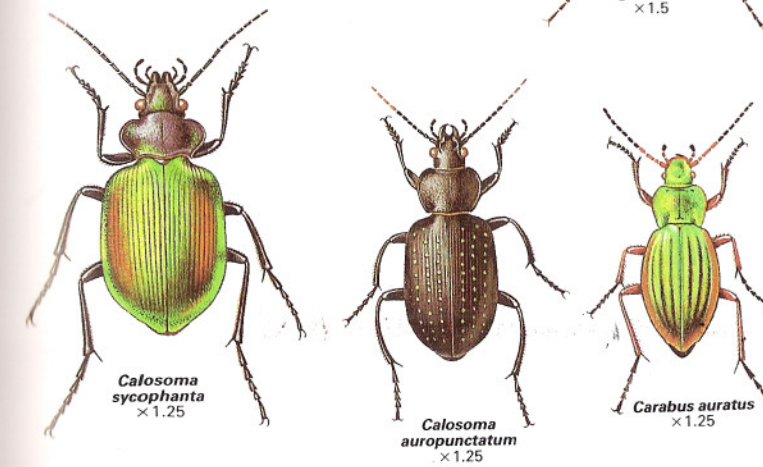 ×1.5
Calosoma
sycophanta
×1.25
Calosoma
auropunctatum
×1.25
Carabus auratus
×1.25